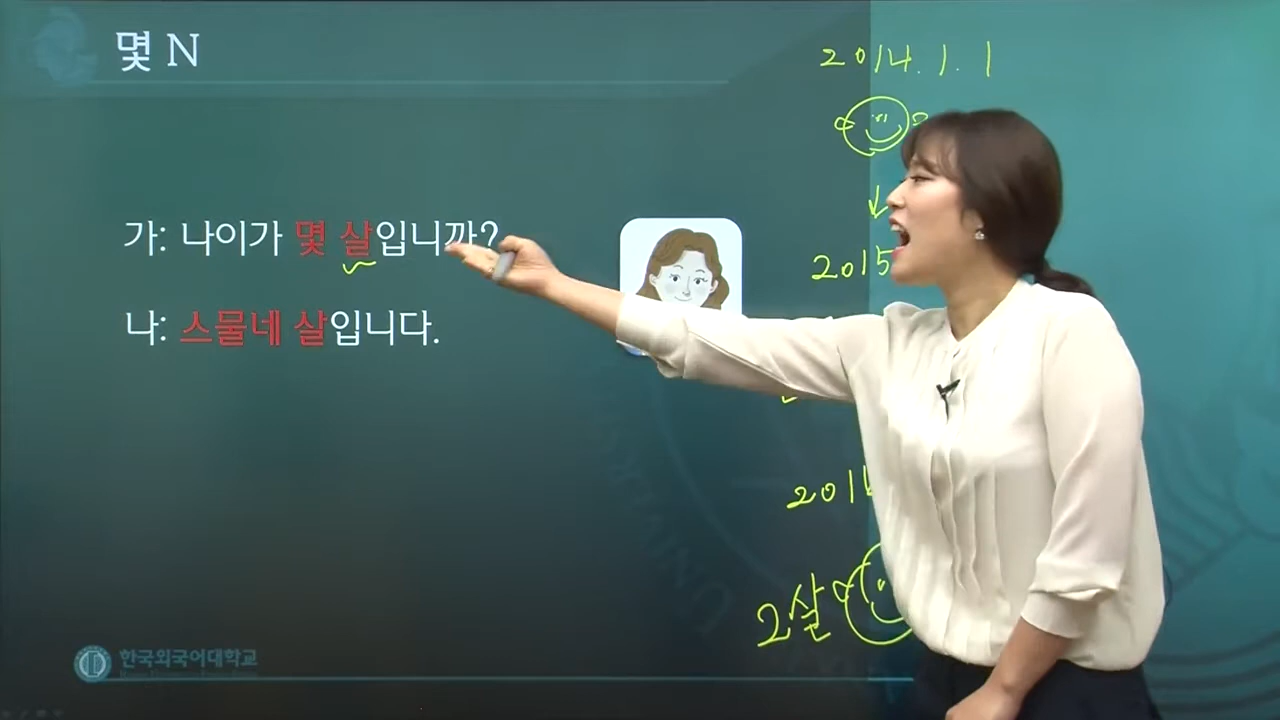 몇 N
가: 나이가 몇 살입니까?
나: 스물네 살입니다.
2014.1.1
2015
201
2살
한국외국어대학교